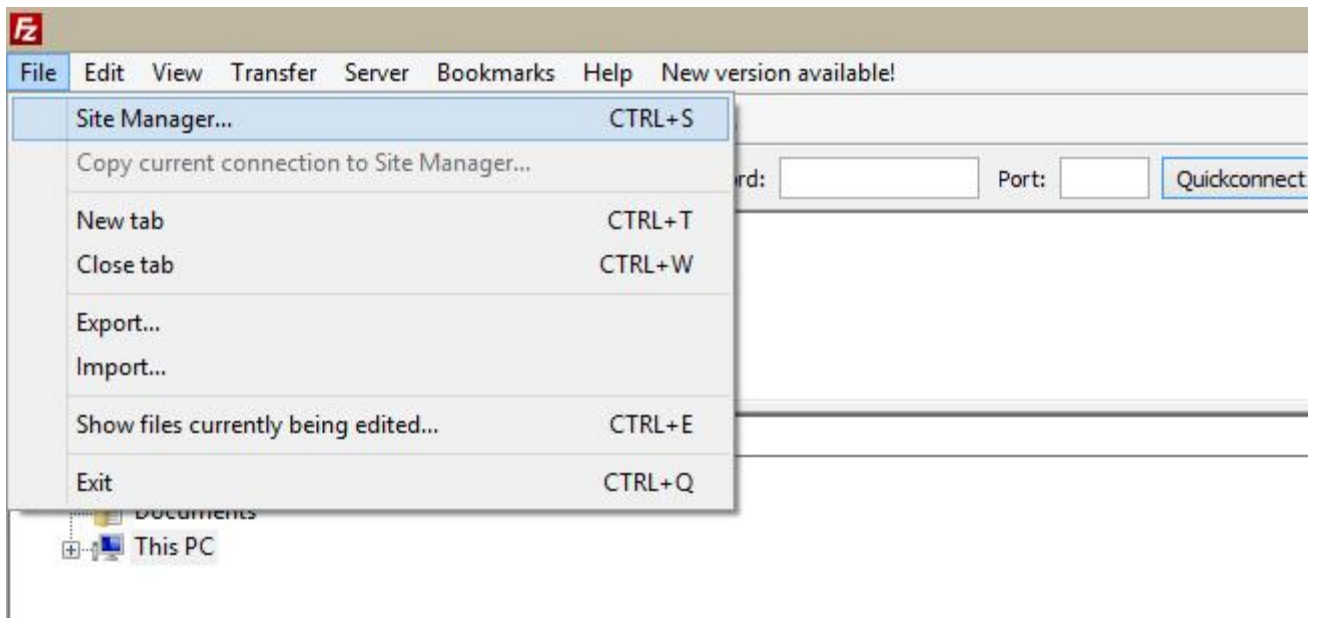 Fz
File Edit View Transfer Server Bookmarks Help New version available!
Site Manager... CTRL+S
Copy current connection to Site Manager...
rd: Port: Quickconnect
New tab CTRL+T
Close tab CTRL+W
Export...
Import...
Show files currently being edited... CTRL+E
Exit CTRL+Q
Documents
This PC